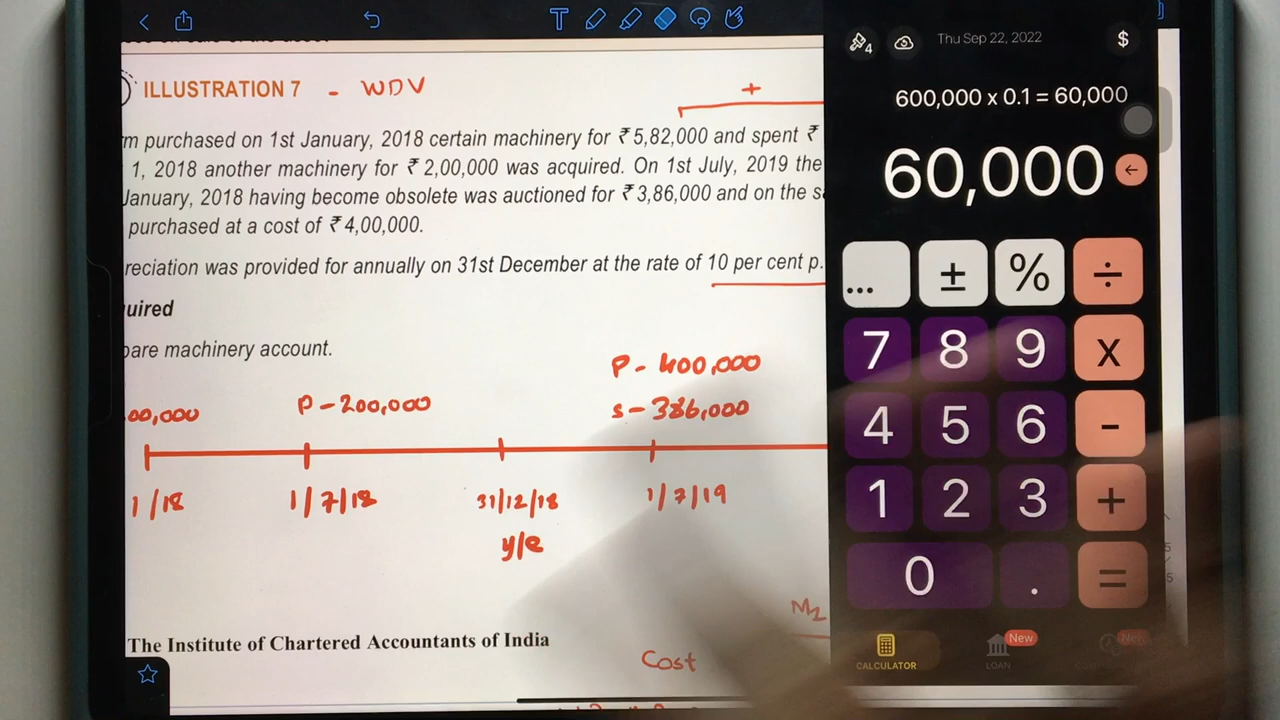 ILLUSTRATION 7 - WDV
+
m purchased on 1st January, 2018 certain machinery for ₹ 5,82,000 and spent ₹
1, 2018 another machinery for ₹ 2,00,000 was acquired. On 1st July, 2019 the
January, 2018 having become obsolete was auctioned for ₹ 3,86,000 and on the s
purchased at a cost of ₹ 4,00,000.
reciation was provided for annually on 31st December at the rate of 10 per cent p.
uired
pare machinery account.
P - 400,000
00,000 P - 200,000 S - 386,000
1/18 1/7/18 31/12/18 1/7/19
y/e
M2
The Institute of Chartered Accountants of India
Cost
4 Thu Sep 22, 2022 $
600,000 x 0.1 = 60,000
60,000 ←
... ± % ÷
7 8 9 x
4 5 6 -
1 2 3 +
0 . =
New New
CALCULATOR LOAN
5
5
T